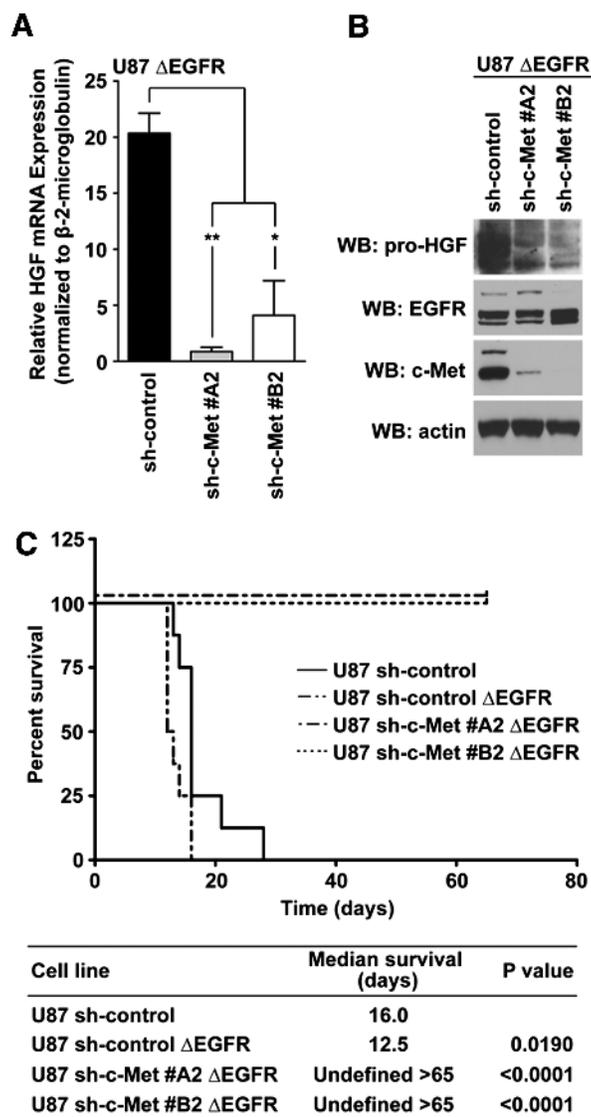 A
U87 ΔEGFR
Relative HGF mRNA Expression
(normalized to β-2-microglobulin)
25
20
15
10
5
0
**
*
sh-control
sh-c-Met #A2
sh-c-Met #B2
B
U87 ΔEGFR
sh-control
sh-c-Met #A2
sh-c-Met #B2
WB: pro-HGF
WB: EGFR
WB: c-Met
WB: actin
C
Percent survival
125
100
75
50
25
0
0 20 40 60 80
Time (days)
U87 sh-control
U87 sh-control ΔEGFR
U87 sh-c-Met #A2 ΔEGFR
U87 sh-c-Met #B2 ΔEGFR
Cell line Median survival (days) P value
U87 sh-control 16.0
U87 sh-control ΔEGFR 12.5 0.0190
U87 sh-c-Met #A2 ΔEGFR Undefined >65 <0.0001
U87 sh-c-Met #B2 ΔEGFR Undefined >65 <0.0001